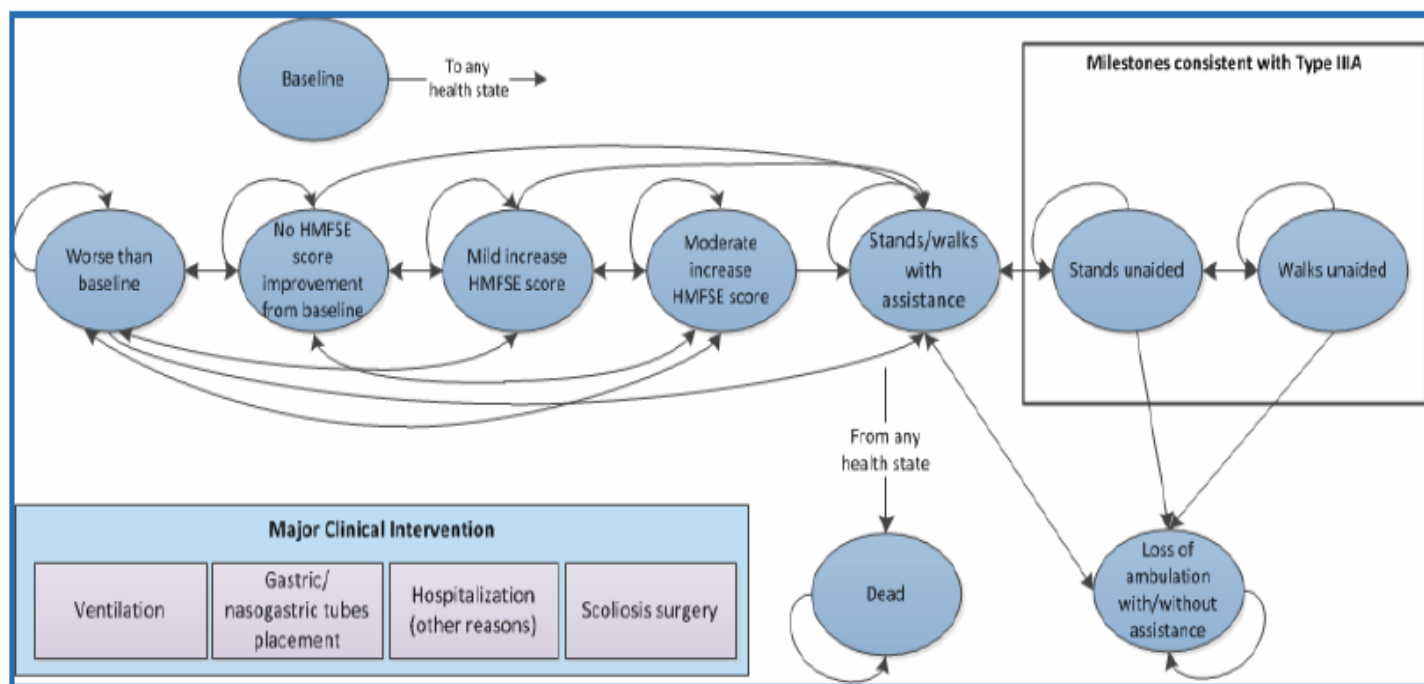 Baseline
To any
health state
Milestones consistent with Type IIIA
Worse than
baseline
No HMFSE
score
improvement
from baseline
Mild increase
HMFSE score
Moderate
increase
HMFSE score
Stands/walks
with
assistance
Stands unaided
Walks unaided
From any
health state
Major Clinical Intervention
Ventilation
Gastric/
nasogastric tubes
placement
Hospitalization
(other reasons)
Scoliosis surgery
Dead
Loss of
ambulation
with/without
assistance